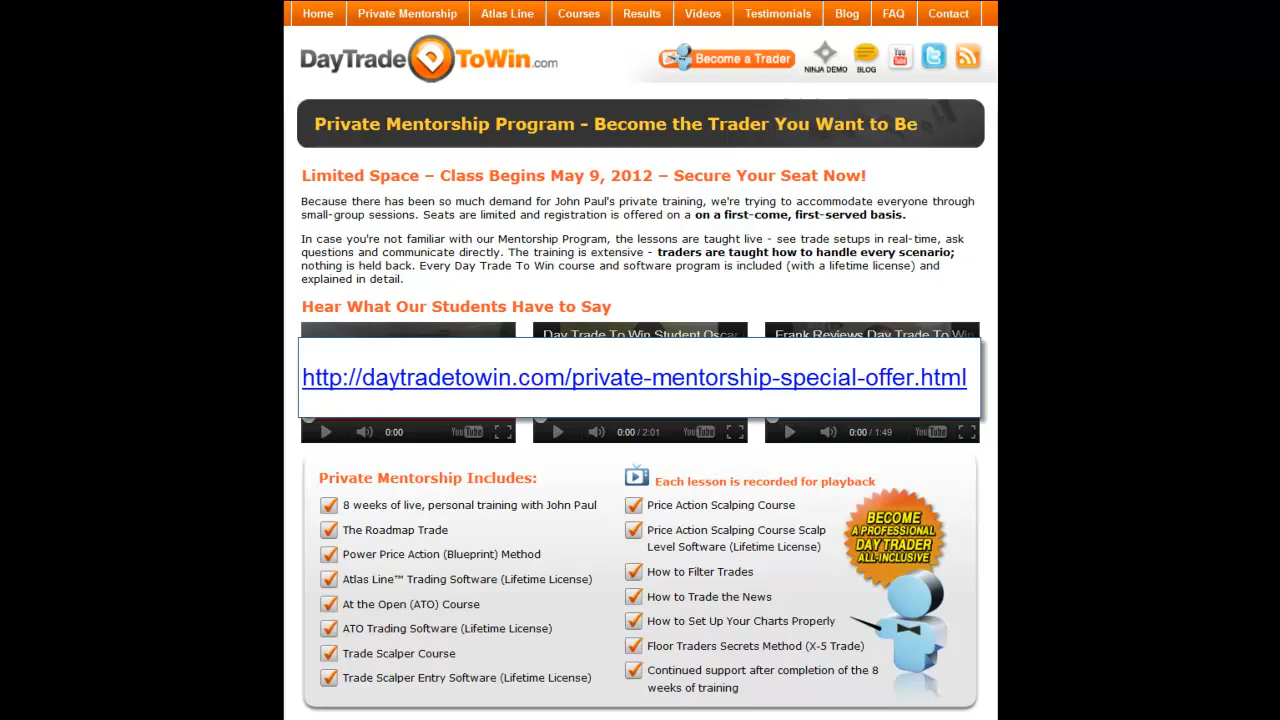 Home Private Mentorship Atlas Line Courses Results Videos Testimonials Blog FAQ Contact
DayTradeToWin.com
Become a Trader
NINJA DEMO
BLOG
You Tube
Private Mentorship Program - Become the Trader You Want to Be
Limited Space – Class Begins May 9, 2012 – Secure Your Seat Now!
Because there has been so much demand for John Paul's private training, we're trying to accommodate everyone through
small-group sessions. Seats are limited and registration is offered on a on a first-come, first-served basis.
In case you're not familiar with our Mentorship Program, the lessons are taught live - see trade setups in real-time, ask
questions and communicate directly. The training is extensive - traders are taught how to handle every scenario;
nothing is held back. Every Day Trade To Win course and software program is included (with a lifetime license) and
explained in detail.
Hear What Our Students Have to Say
Day Trade To Win Student Oscar
Frank Reviews Day Trade To Win
http://daytradetowin.com/private-mentorship-special-offer.html
0:00 YouTube
0:00 / 2:01 YouTube
0:00 / 1:49 YouTube
Private Mentorship Includes:
8 weeks of live, personal training with John Paul
The Roadmap Trade
Power Price Action (Blueprint) Method
Atlas Line™ Trading Software (Lifetime License)
At the Open (ATO) Course
ATO Trading Software (Lifetime License)
Trade Scalper Course
Trade Scalper Entry Software (Lifetime License)
Each lesson is recorded for playback
Price Action Scalping Course
Price Action Scalping Course Scalp
Level Software (Lifetime License)
How to Filter Trades
How to Trade the News
How to Set Up Your Charts Properly
Floor Traders Secrets Method (X-5 Trade)
Continued support after completion of the 8
weeks of training
BECOME
A PROFESSIONAL
DAY TRADER
ALL-INCLUSIVE